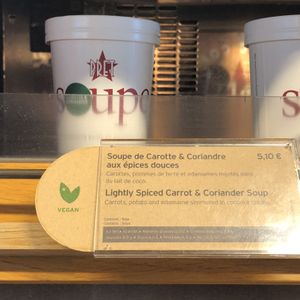 PRET
soupe
Soupe de Carotte & Coriandre
aux épices douces
5,10 €
Carottes, pommes de terre et edamames mijotés dans
du lait de coco.
Lightly Spiced Carrot & Coriander Soup
Carrots, potato and edamame simmered in coconut
VEGAN